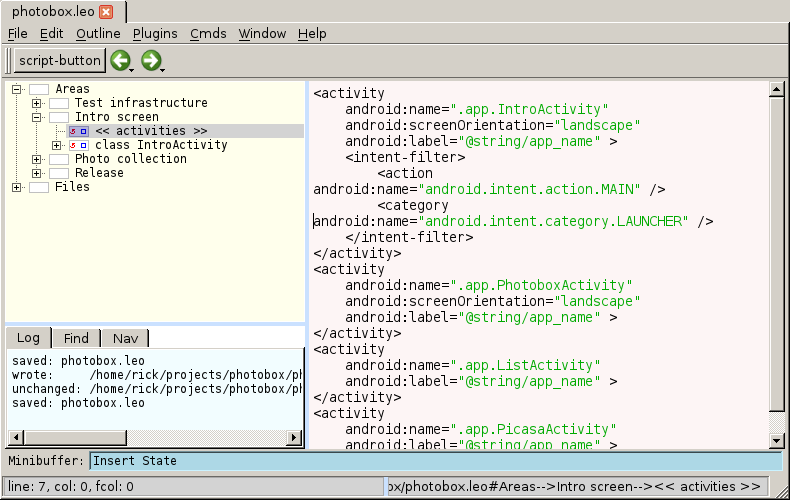 photobox.leo
File Edit Outline Plugins Cmds Window Help
script-button
Areas
Test infrastructure
Intro screen
<< activities >>
class IntroActivity
Photo collection
Release
Files
<activity
android:name=".app.IntroActivity"
android:screenOrientation="landscape"
android:label="@string/app_name" >
<intent-filter>
<action
android:name="android.intent.action.MAIN" />
<category
android:name="android.intent.category.LAUNCHER" />
</intent-filter>
</activity>
<activity
android:name=".app.PhotoboxActivity"
android:screenOrientation="landscape"
android:label="@string/app_name" >
</activity>
<activity
android:name=".app.ListActivity"
android:label="@string/app_name" >
</activity>
<activity
android:name=".app.PicasaActivity"
android:label="@string/app_name" >
Log Find Nav
saved: photobox.leo
wrote: /home/rick/projects/photobox/ph
unchanged: /home/rick/projects/photobox/ph
saved: photobox.leo
Minibuffer: Insert State
line: 7, col: 0, fcol: 0
ox/photobox.leo#Areas-->Intro screen--><< activities >>